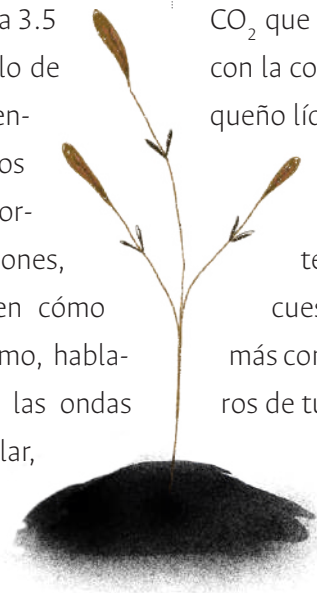 a 3.5
lo de
en-
os
or-
ones,
en cómo
mo, habla-
las ondas
lar,
CO₂ que
con la co
queño lí
te
cues
más con
ros de tu